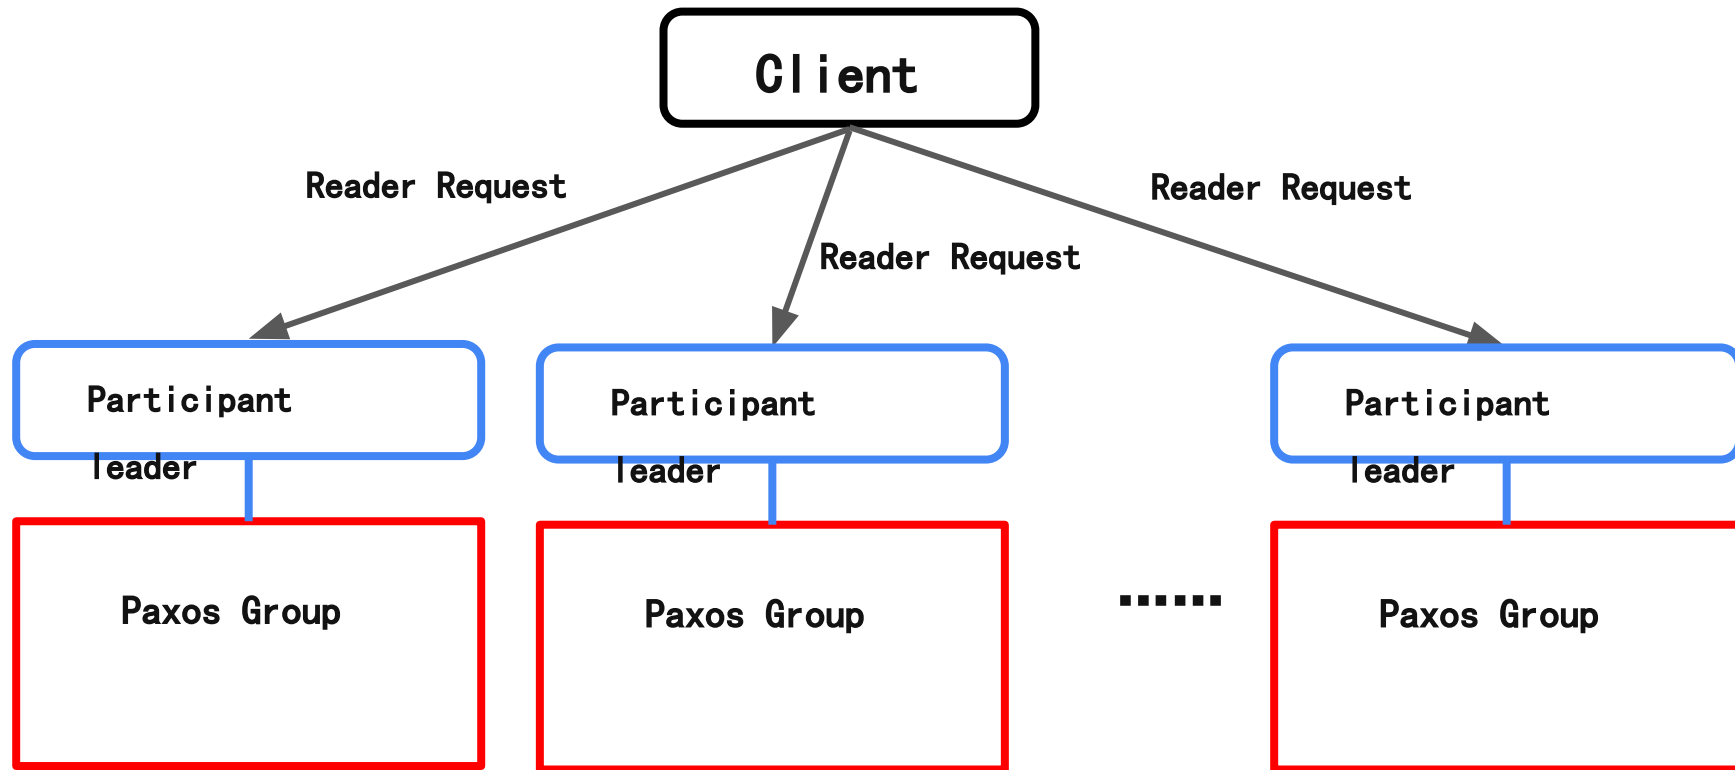 Client
Reader Request
Reader Request
Reader Request
Participant
leader
Participant
leader
Participant
leader
Paxos Group
Paxos Group
......
Paxos Group